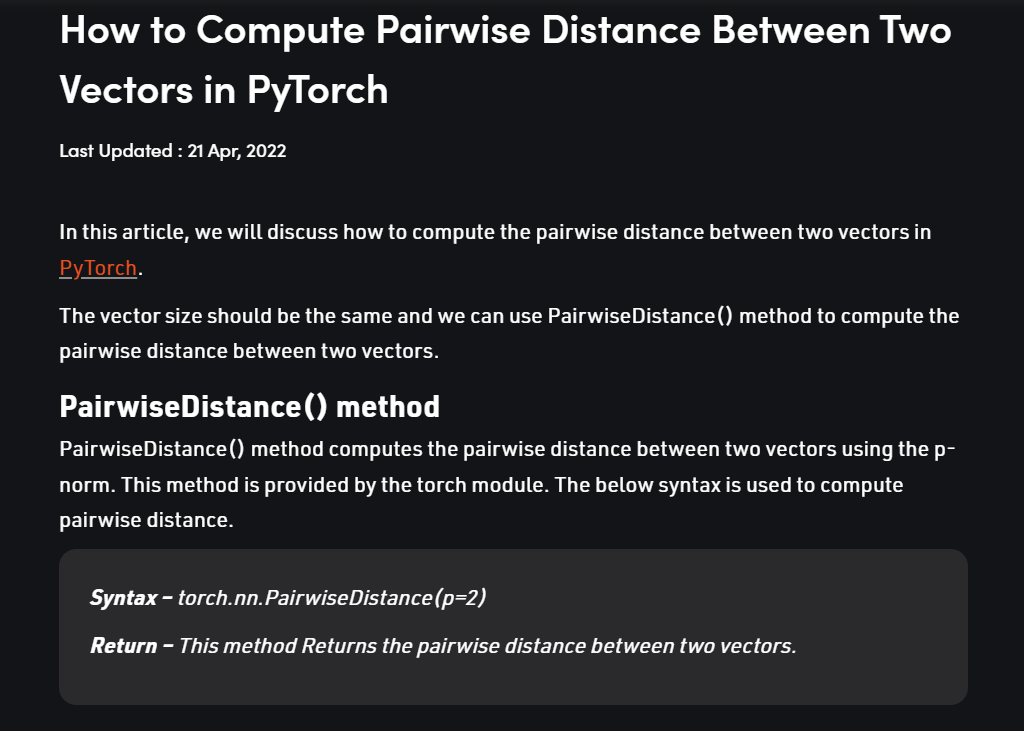 How to Compute Pairwise Distance Between Two
Vectors in PyTorch
Last Updated : 21 Apr, 2022
In this article, we will discuss how to compute the pairwise distance between two vectors in
PyTorch.
The vector size should be the same and we can use PairwiseDistance() method to compute the
pairwise distance between two vectors.
PairwiseDistance() method
PairwiseDistance() method computes the pairwise distance between two vectors using the p-
norm. This method is provided by the torch module. The below syntax is used to compute
pairwise distance.
Syntax – torch.nn.PairwiseDistance(p=2)
Return – This method Returns the pairwise distance between two vectors.